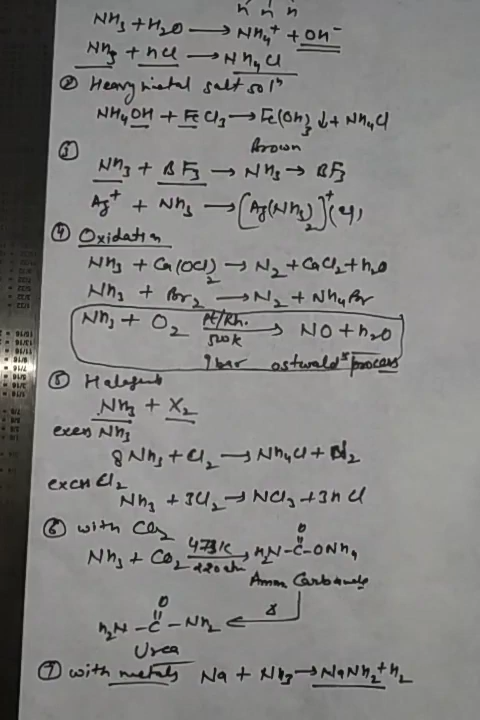 NH3 + H2O → NH4+ + OH-
NH3 + HCl → NH4Cl
② Heavy metal salt solⁿ
NH4OH + FeCl3 → Fe(OH)3 ↓ + NH4Cl
Brown
③ NH3 + BF3 → NH3 → BF3
Ag+ + NH3 → [Ag(NH3)2]+
④ Oxidation
NH3 + Ca(OCl)2 → N2 + CaCl2 + H2O
NH3 + Br2 → N2 + NH4Br
NH3 + O2 Pt/Rh. → NO + H2O
500K
9 bar ostwald's process
⑤ Halogens
NH3 + X2
excess NH3
8NH3 + Cl2 → NH4Cl + N2
excess Cl2
NH3 + 3Cl2 → NCl3 + 3HCl
⑥ with CO2
NH3 + CO2 473K → H2N-C-ONH4
O
220atm
Amm. Carbamate
O
H2N-C-NH2 ←
Urea
⑦ with metals Na + NH3 → NaNH2 + H2